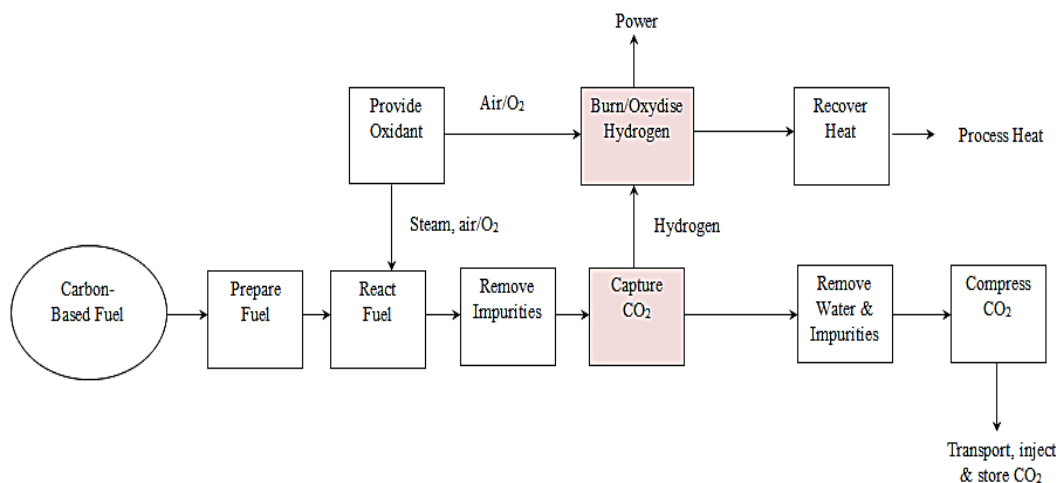 Power
Provide
Oxidant
Air/O₂
Burn/Oxydise
Hydrogen
Recover
Heat
Process Heat
Steam, air/O₂
Hydrogen
Carbon-
Based Fuel
Prepare
Fuel
React
Fuel
Remove
Impurities
Capture
CO₂
Remove
Water &
Impurities
Compress
CO₂
Transport, inject
& store CO₂